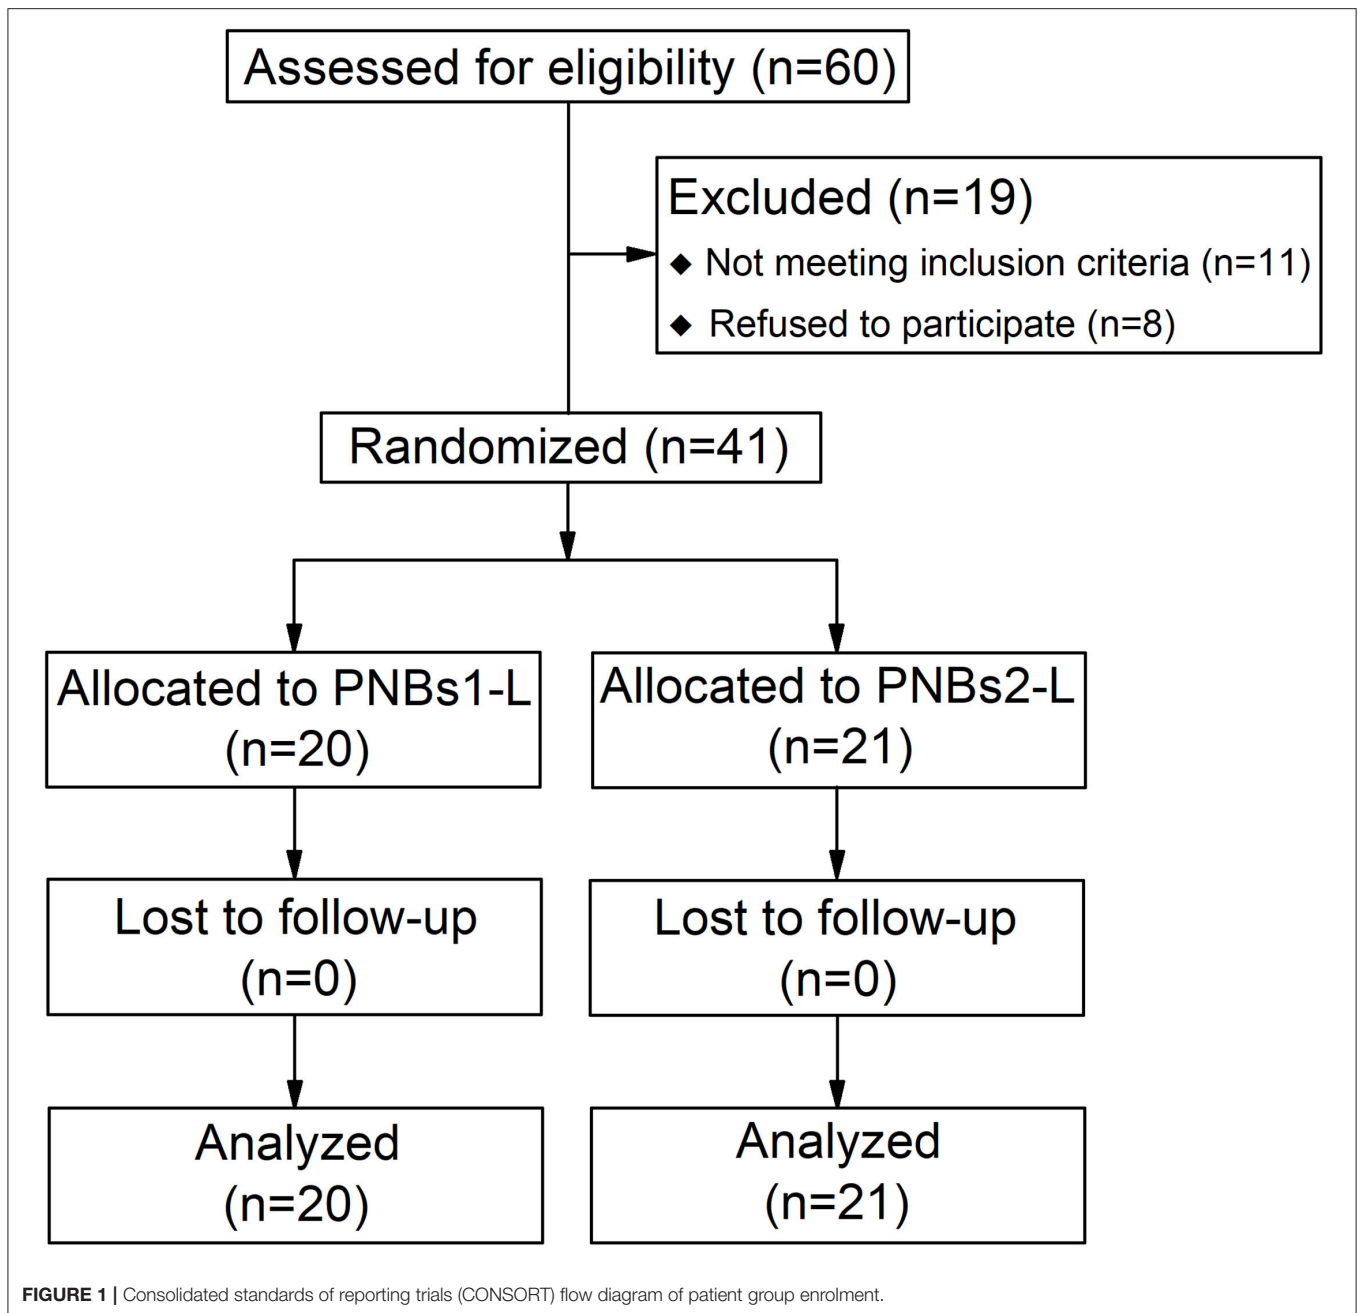 Assessed for eligibility (n=60)
Excluded (n=19)
◆ Not meeting inclusion criteria (n=11)
◆ Refused to participate (n=8)
Randomized (n=41)
Allocated to PNBs1-L
(n=20)
Allocated to PNBs2-L
(n=21)
Lost to follow-up
(n=0)
Lost to follow-up
(n=0)
Analyzed
(n=20)
Analyzed
(n=21)
FIGURE 1 | Consolidated standards of reporting trials (CONSORT) flow diagram of patient group enrolment.